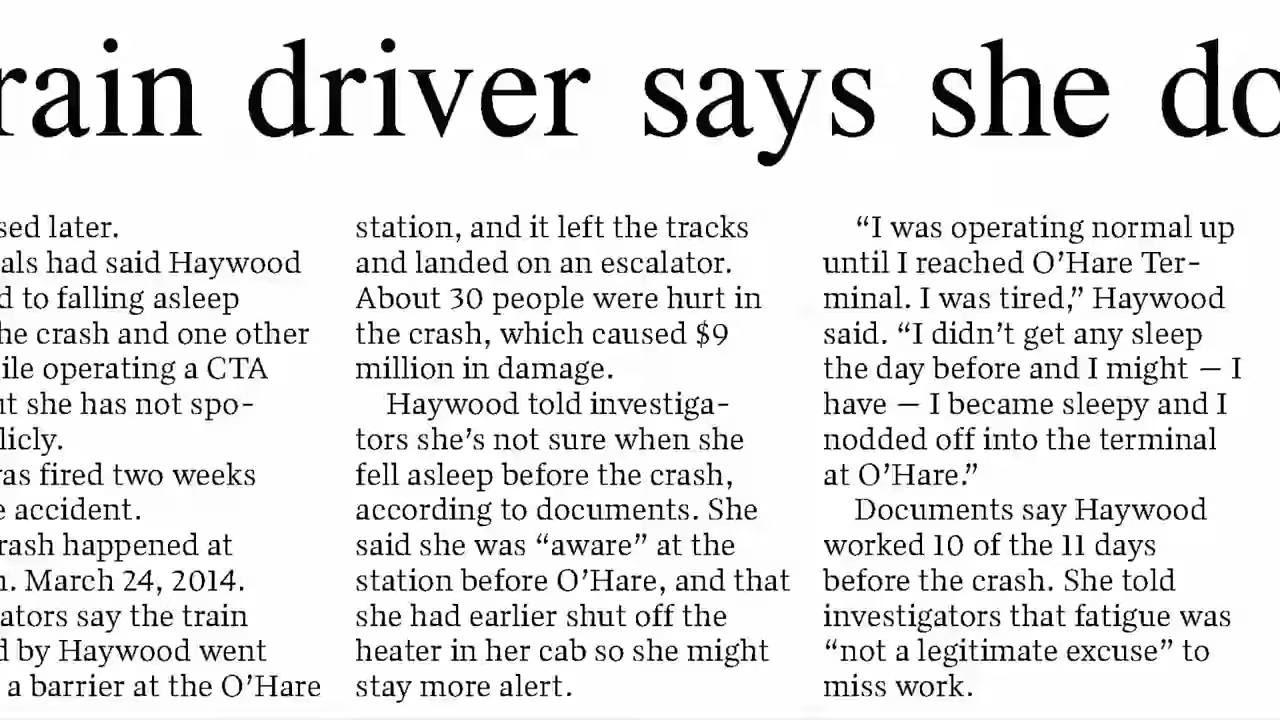 rain driver says she do
sed later.
als had said Haywood
d to falling asleep
he crash and one other
ile operating a CTA
ut she has not spo-
licly.
as fired two weeks
e accident.
rash happened at
n. March 24, 2014.
ators say the train
d by Haywood went
a barrier at the O’Hare
station, and it left the tracks
and landed on an escalator.
About 30 people were hurt in
the crash, which caused $9
million in damage.
Haywood told investiga-
tors she’s not sure when she
fell asleep before the crash,
according to documents. She
said she was “aware” at the
station before O’Hare, and that
she had earlier shut off the
heater in her cab so she might
stay more alert.
“I was operating normal up
until I reached O’Hare Ter-
minal. I was tired,” Haywood
said. “I didn’t get any sleep
the day before and I might — I
have — I became sleepy and I
nodded off into the terminal
at O’Hare.”
Documents say Haywood
worked 10 of the 11 days
before the crash. She told
investigators that fatigue was
“not a legitimate excuse” to
miss work.